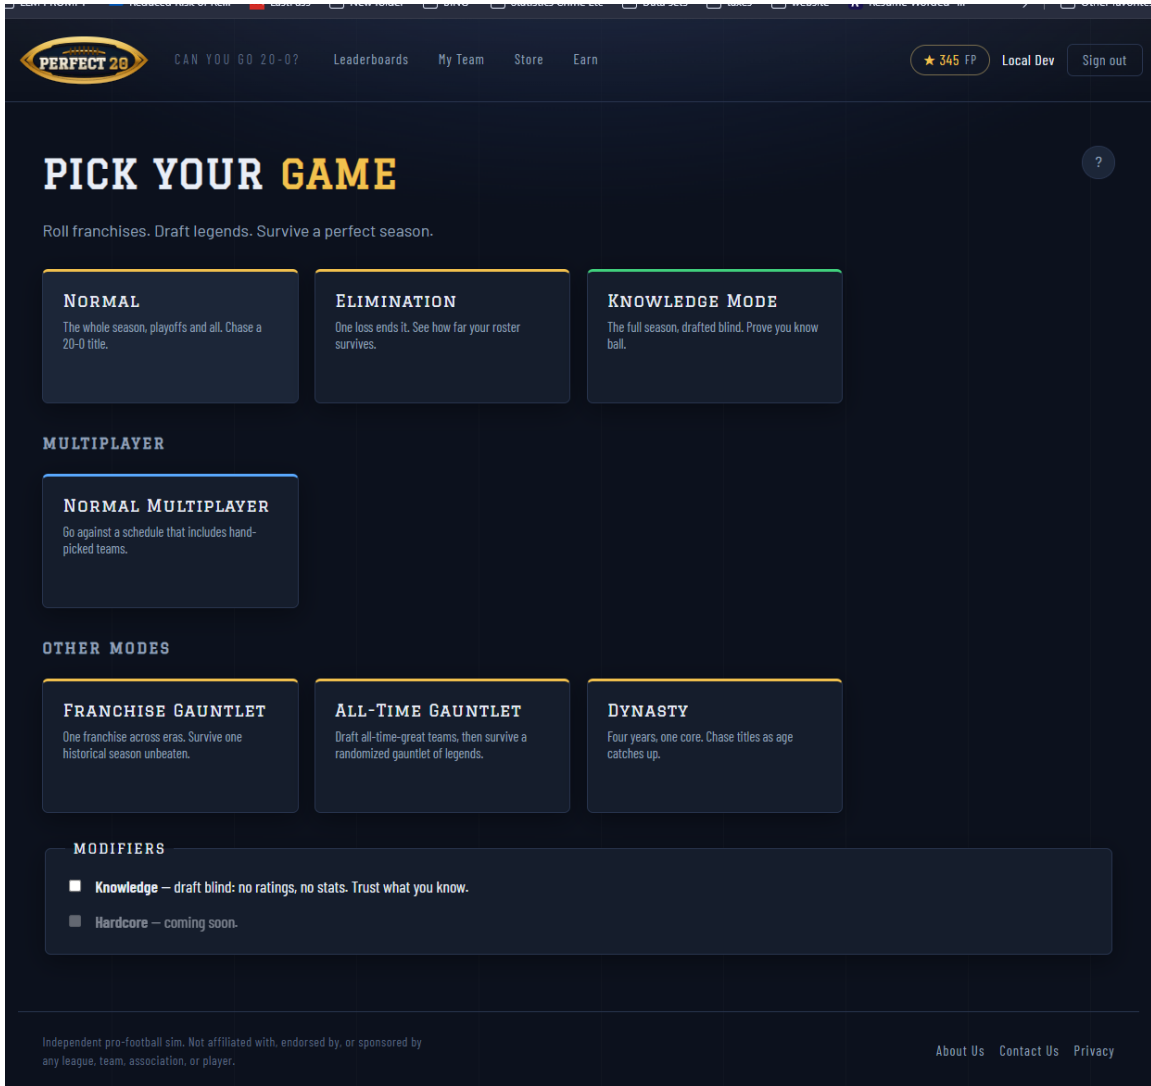 PERFECT 20
CAN YOU GO 20-0?
Leaderboards
My Team
Store
Earn
★ 345 FP
Local Dev
Sign out
PICK YOUR GAME
?
Roll franchises. Draft legends. Survive a perfect season.
NORMAL
The whole season, playoffs and all. Chase a
20-0 title.
ELIMINATION
One loss ends it. See how far your roster
survives.
KNOWLEDGE MODE
The full season, drafted blind. Prove you know
ball.
MULTIPLAYER
NORMAL MULTIPLAYER
Go against a schedule that includes hand-
picked teams.
OTHER MODES
FRANCHISE GAUNTLET
One franchise across eras. Survive one
historical season unbeaten.
ALL-TIME GAUNTLET
Draft all-time-great teams, then survive a
randomized gauntlet of legends.
DYNASTY
Four years, one core. Chase titles as age
catches up.
MODIFIERS
Knowledge — draft blind: no ratings, no stats. Trust what you know.
Hardcore — coming soon.
Independent pro-football sim. Not affiliated with, endorsed by, or sponsored by
any league, team, association, or player.
About Us
Contact Us
Privacy